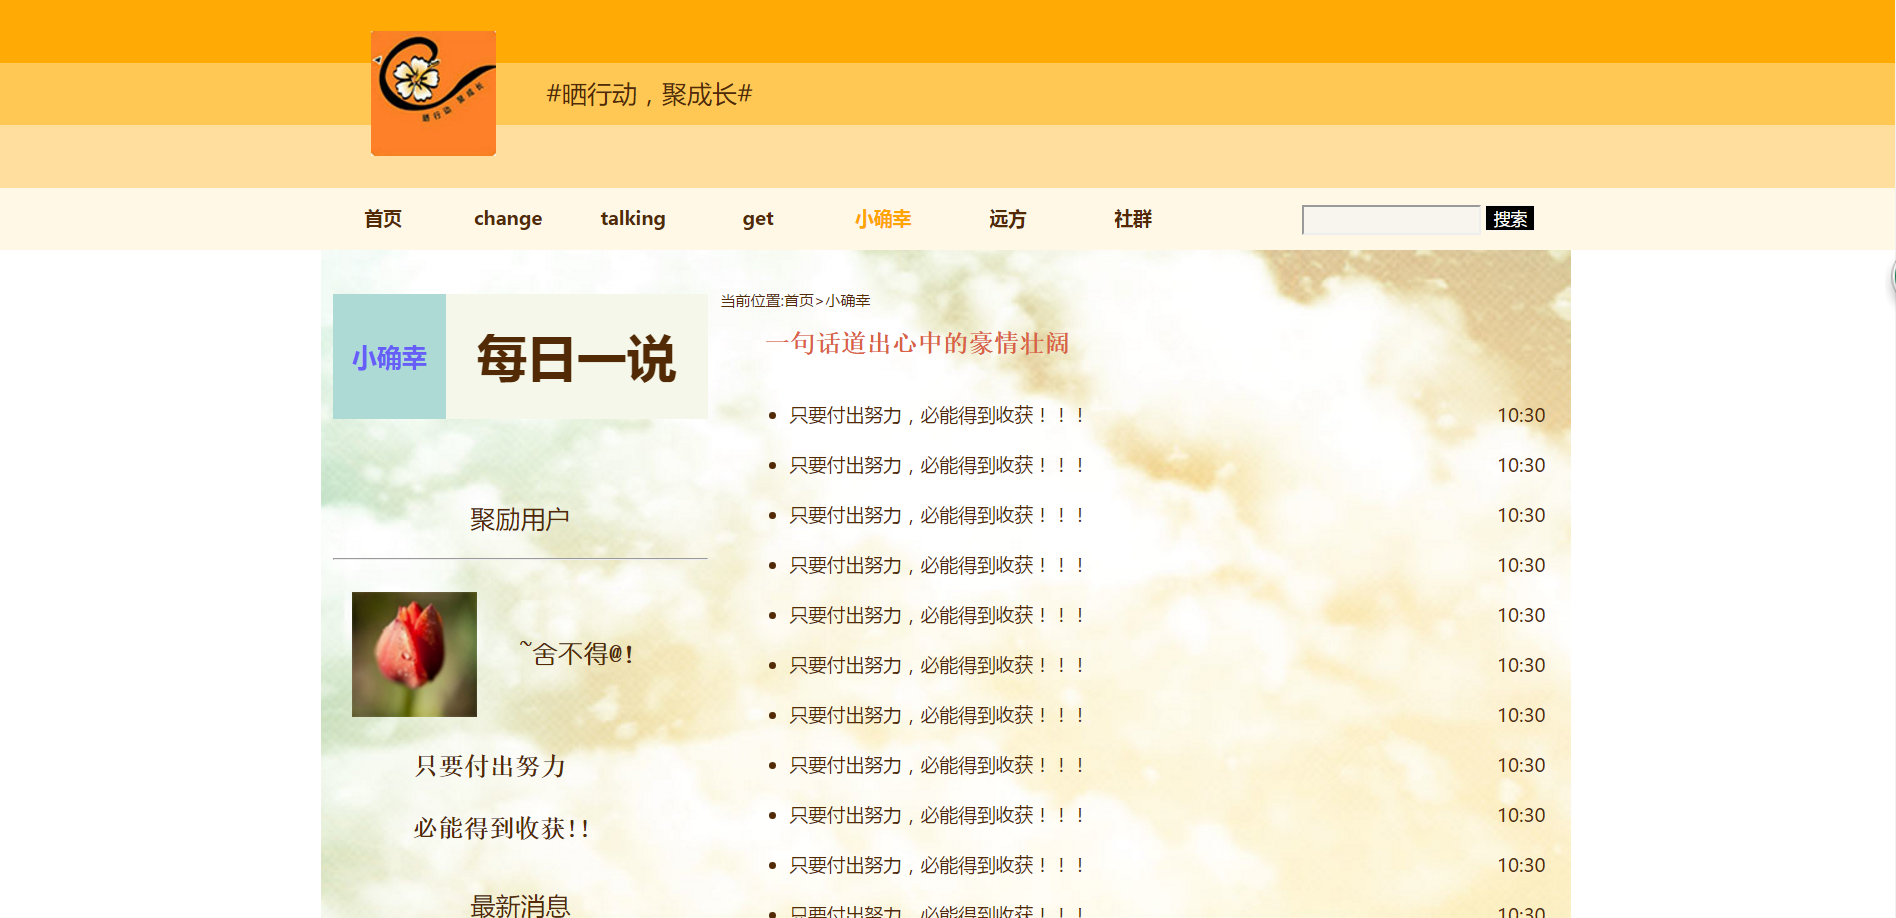 晒行动 聚成长
#晒行动，聚成长#
首页 change talking get 小确幸 远方 社群 搜索
当前位置:首页>小确幸
小确幸 每日一说
一句话道出心中的豪情壮阔
只要付出努力，必能得到收获！！！ 10:30
只要付出努力，必能得到收获！！！ 10:30
聚励用户
只要付出努力，必能得到收获！！！ 10:30
只要付出努力，必能得到收获！！！ 10:30
只要付出努力，必能得到收获！！！ 10:30
~舍不得@!
只要付出努力，必能得到收获！！！ 10:30
只要付出努力，必能得到收获！！！ 10:30
只要付出努力
只要付出努力，必能得到收获！！！ 10:30
必能得到收获!!
只要付出努力，必能得到收获！！！ 10:30
只要付出努力，必能得到收获！！！ 10:30
最新消息
只要付出努力，必能得到收获！！！ 10:30